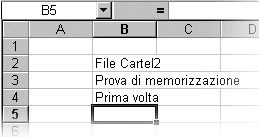 B5 =
A B C D
1
2 File Cartel2
3 Prova di memorizzazione
4 Prima volta
5
6